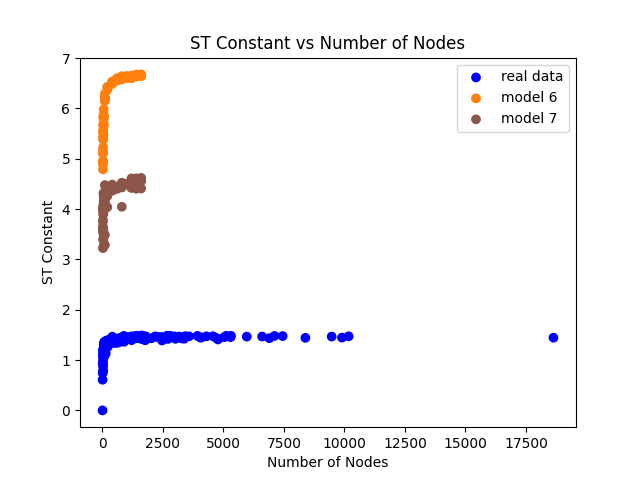 ST Constant vs Number of Nodes
7
6
5
4
3
2
1
0
ST Constant
real data
model 6
model 7
0 2500 5000 7500 10000 12500 15000 17500
Number of Nodes